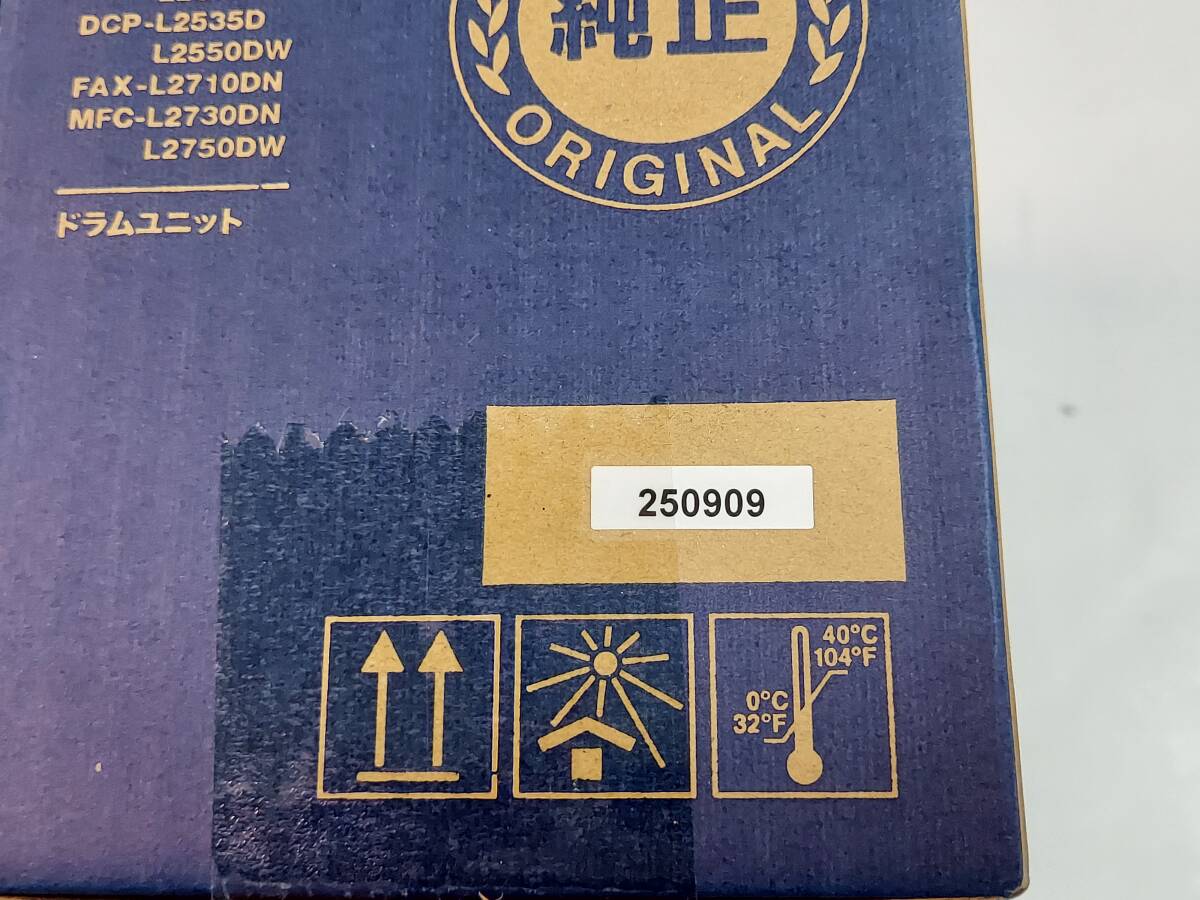 DCP-L2535D
L2550DW
FAX-L2710DN
MFC-L2730DN
L2750DW
ドラムユニット
純正
ORIGINAL
250909
40°C
104°F
0°C
32°F